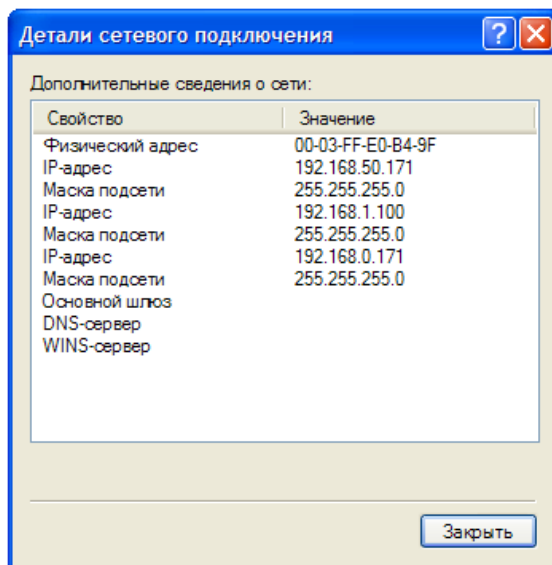 Детали сетевого подключения
Дополнительные сведения о сети:
Свойство Значение
Физический адрес 00-03-FF-E0-B4-9F
IP-адрес 192.168.50.171
Маска подсети 255.255.255.0
IP-адрес 192.168.1.100
Маска подсети 255.255.255.0
IP-адрес 192.168.0.171
Маска подсети 255.255.255.0
Основной шлюз
DNS-сервер
WINS-сервер
Закрыть